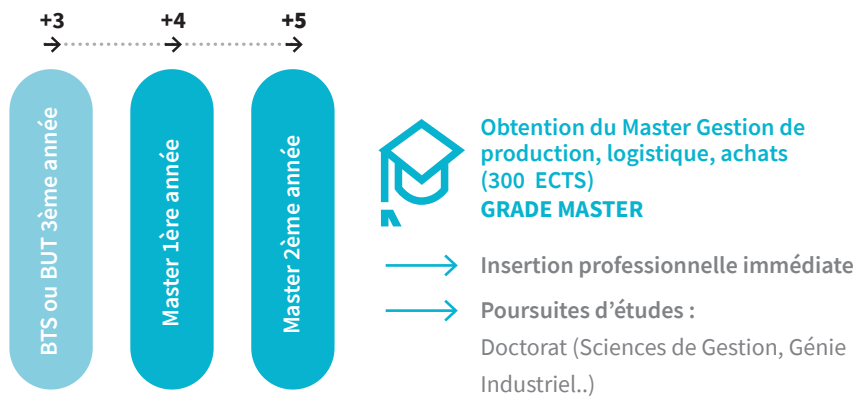 +3 +4 +5
BTS ou BUT 3ème année
Master 1ère année
Master 2ème année
Obtention du Master Gestion de
production, logistique, achats
(300 ECTS)
GRADE MASTER
Insertion professionnelle immédiate
Poursuites d’études :
Doctorat (Sciences de Gestion, Génie
Industriel..)